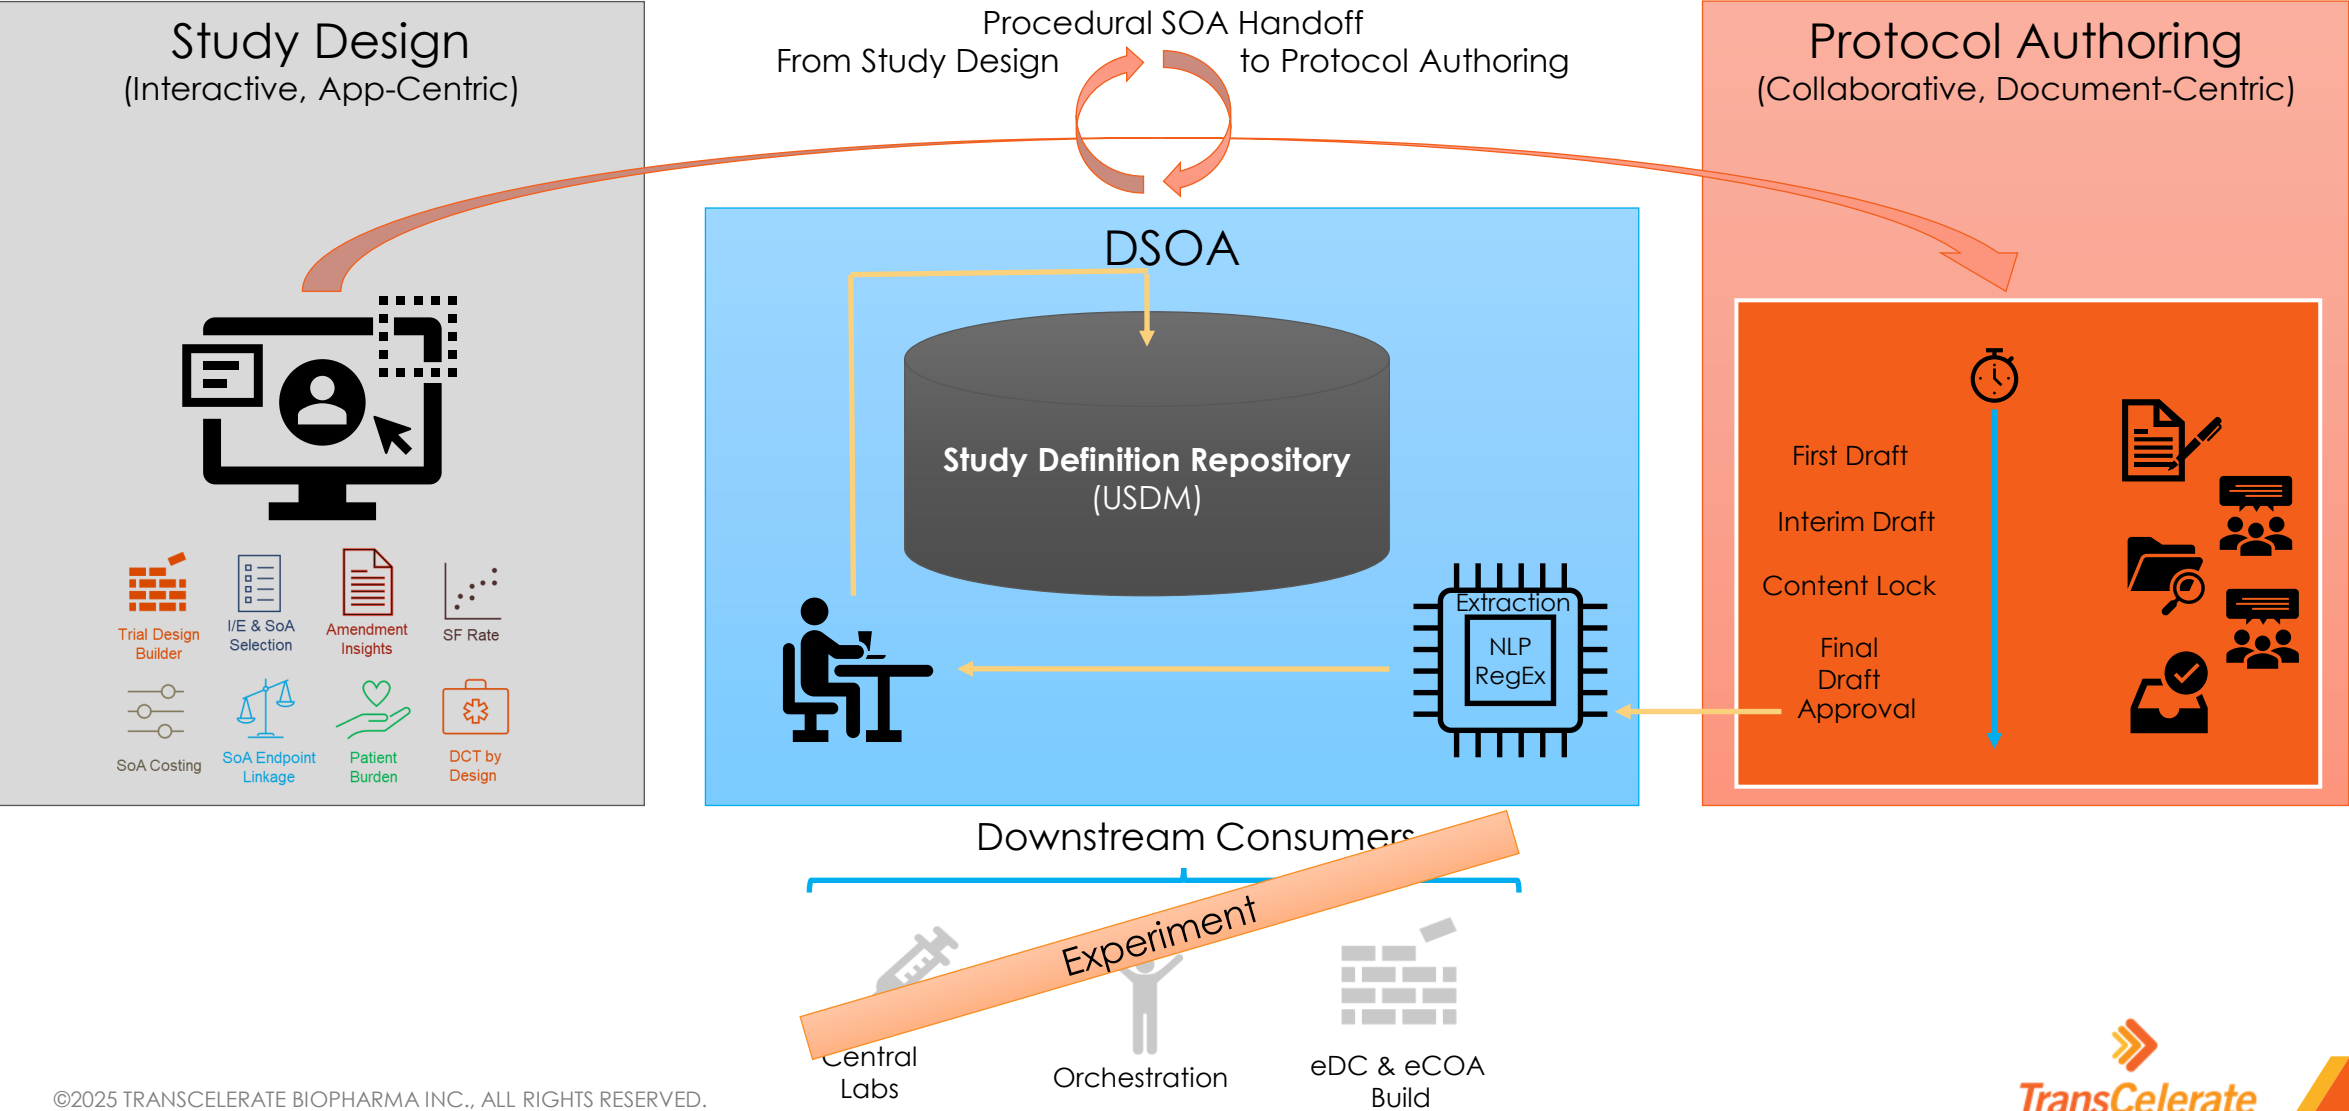 Study Design
(Interactive, App-Centric)
Procedural SOA Handoff
From Study Design
to Protocol Authoring
Protocol Authoring
(Collaborative, Document-Centric)
DSOA
Study Definition Repository
(USDM)
Extraction
NLP
RegEx
First Draft
Interim Draft
Content Lock
Final
Draft
Approval
Trial Design
Builder
I/E & SoA
Selection
Amendment
Insights
SF Rate
SoA Costing
SoA Endpoint
Linkage
Patient
Burden
DCT by
Design
Downstream Consumers
Experiment
Central
Labs
Orchestration
eDC & eCOA
Build
©2025 TRANSCELERATE BIOPHARMA INC., ALL RIGHTS RESERVED.
TransCelerate